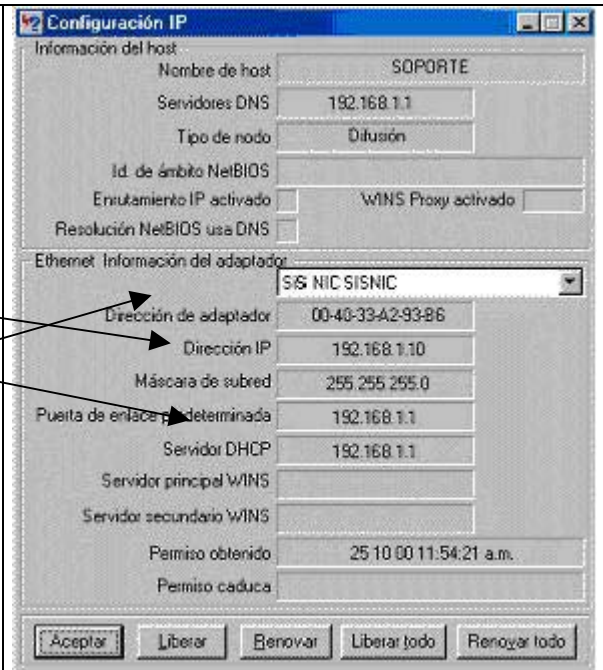 Configuración IP
Información del host
Nombre de host SOPORTE
Servidores DNS 192.168.1.1
Tipo de nodo Difusión
Id. de ámbito NetBIOS
Enrutamiento IP activado WINS Proxy activado
Resolución NetBIOS usa DNS
Ethernet Información del adaptador
SiS NIC SISNIC
Dirección de adaptador 00-40-33-A2-93-B6
Dirección IP 192.168.1.10
Máscara de subred 255.255.255.0
Puerta de enlace predeterminada 192.168.1.1
Servidor DHCP 192.168.1.1
Servidor principal WINS
Servidor secundario WINS
Permiso obtenido 25 10 00 11:54:21 a.m.
Permiso caduca
Aceptar Liberar Renovar Liberar todo Renovar todo